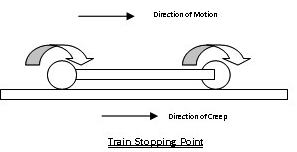 Direction of Motion
Direction of Creep
Train Stopping Point